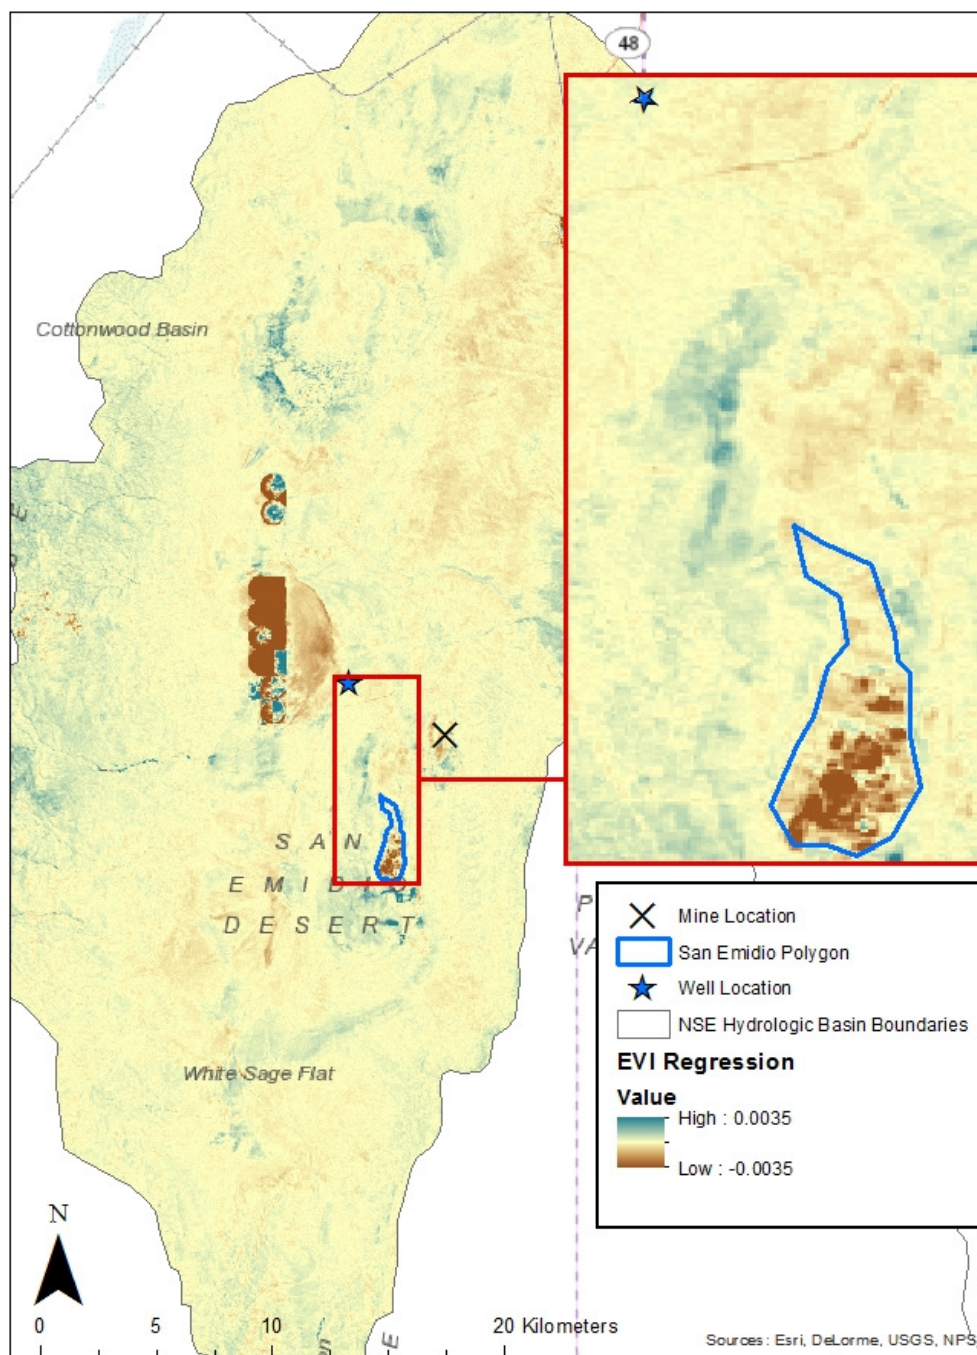 48
Cottonwood Basin
E
S A N
E M I D I O
D E S E R T
P
VA
Mine Location
San Emidio Polygon
Well Location
NSE Hydrologic Basin Boundaries
EVI Regression
Value
High : 0.0035
Low : -0.0035
White Sage Flat
N
0 5 10 20 Kilometers
E
Sources: Esri, DeLorme, USGS, NPS